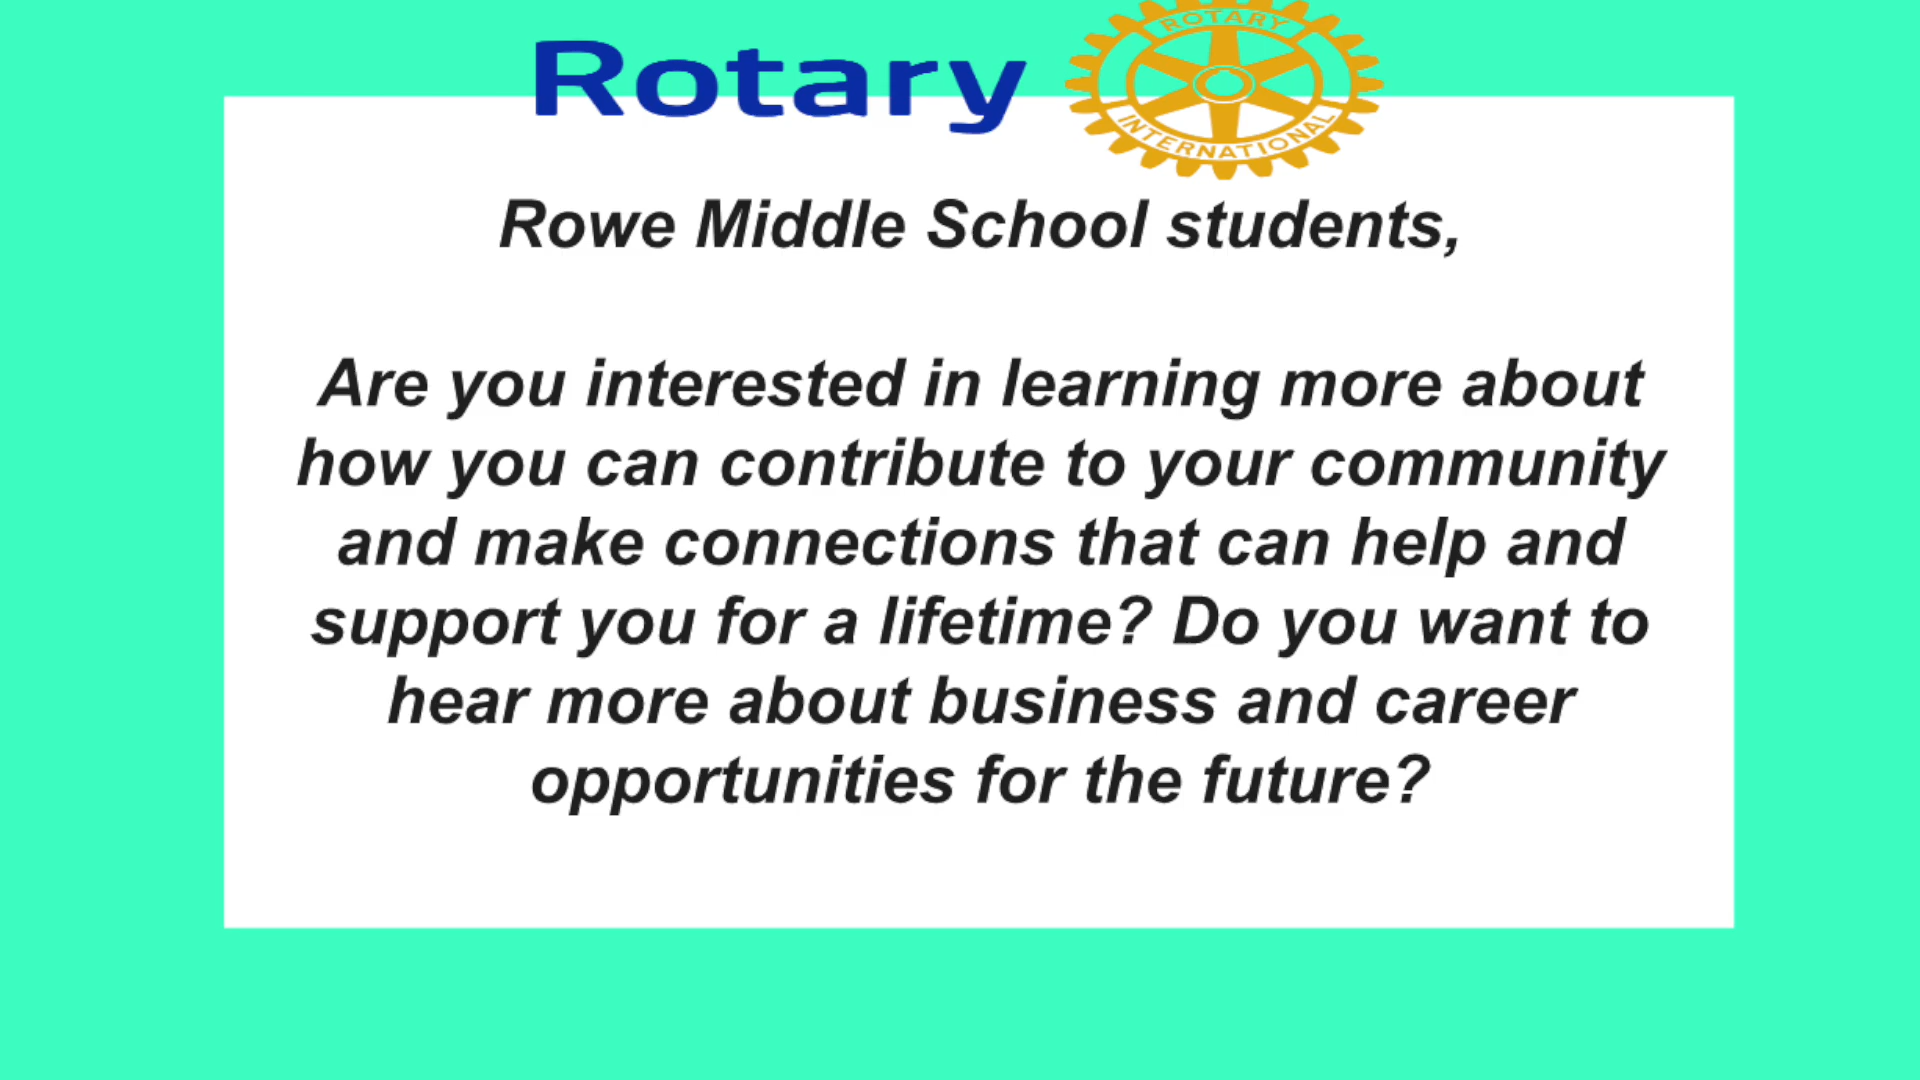 Rotary
ROTARY
INTERNATIONAL
Rowe Middle School students,
Are you interested in learning more about
how you can contribute to your community
and make connections that can help and
support you for a lifetime? Do you want to
hear more about business and career
opportunities for the future?